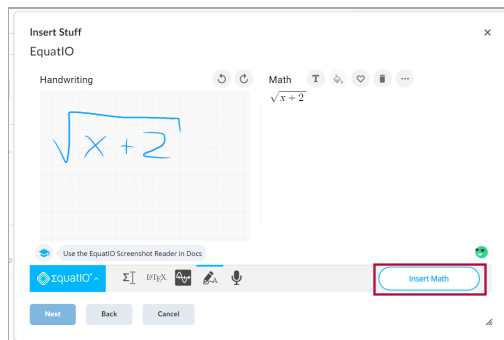 Insert Stuff
EquatIO
Handwriting
Math T
√x + 2
√x + 2
Use the EquatIO Screenshot Reader in Docs
EquatIO LATEX
Insert Math
Next Back Cancel